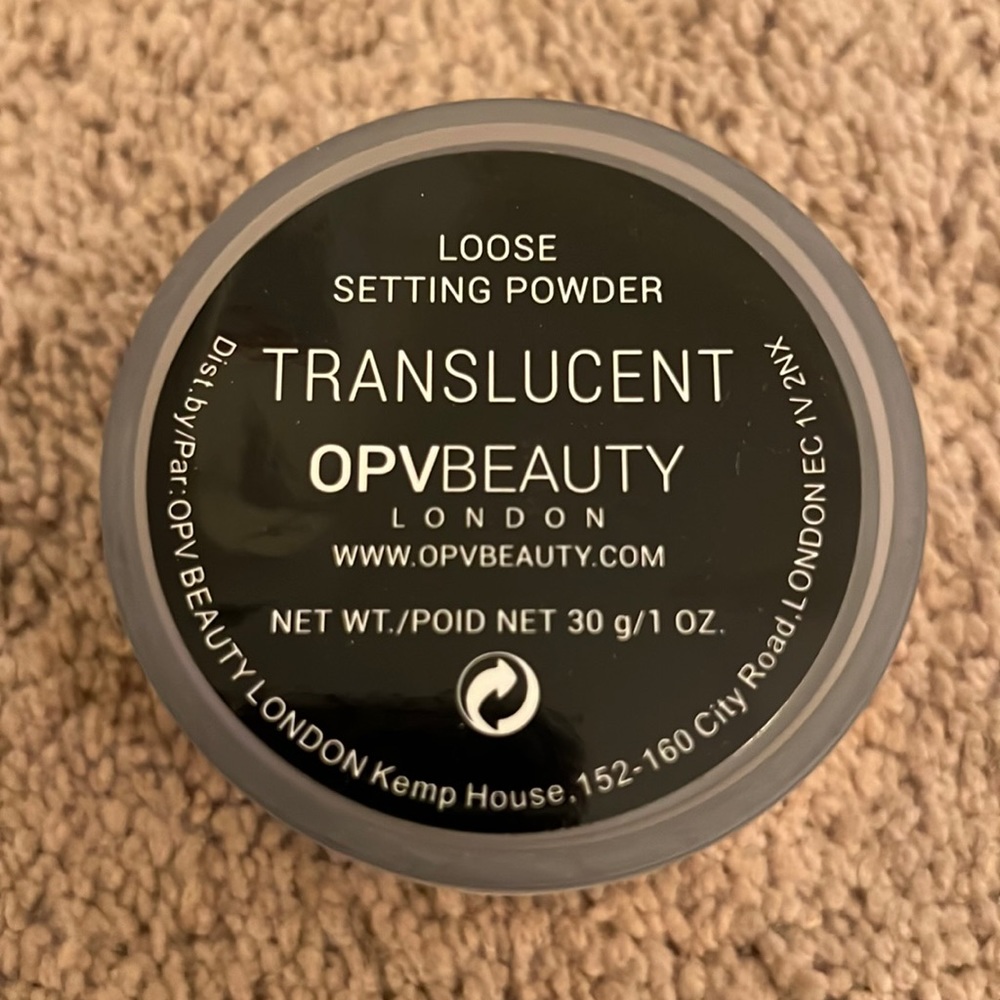 LOOSE
SETTING POWDER
TRANSLUCENT
OPVBEAUTY
LONDON
WWW.OPVBEAUTY.COM
NET WT./POID NET 30 g/1 OZ.
Dist.by/Par:OPV BEAUTY LONDON Kemp House,152-160 City Road,LONDON EC 1V 2NX